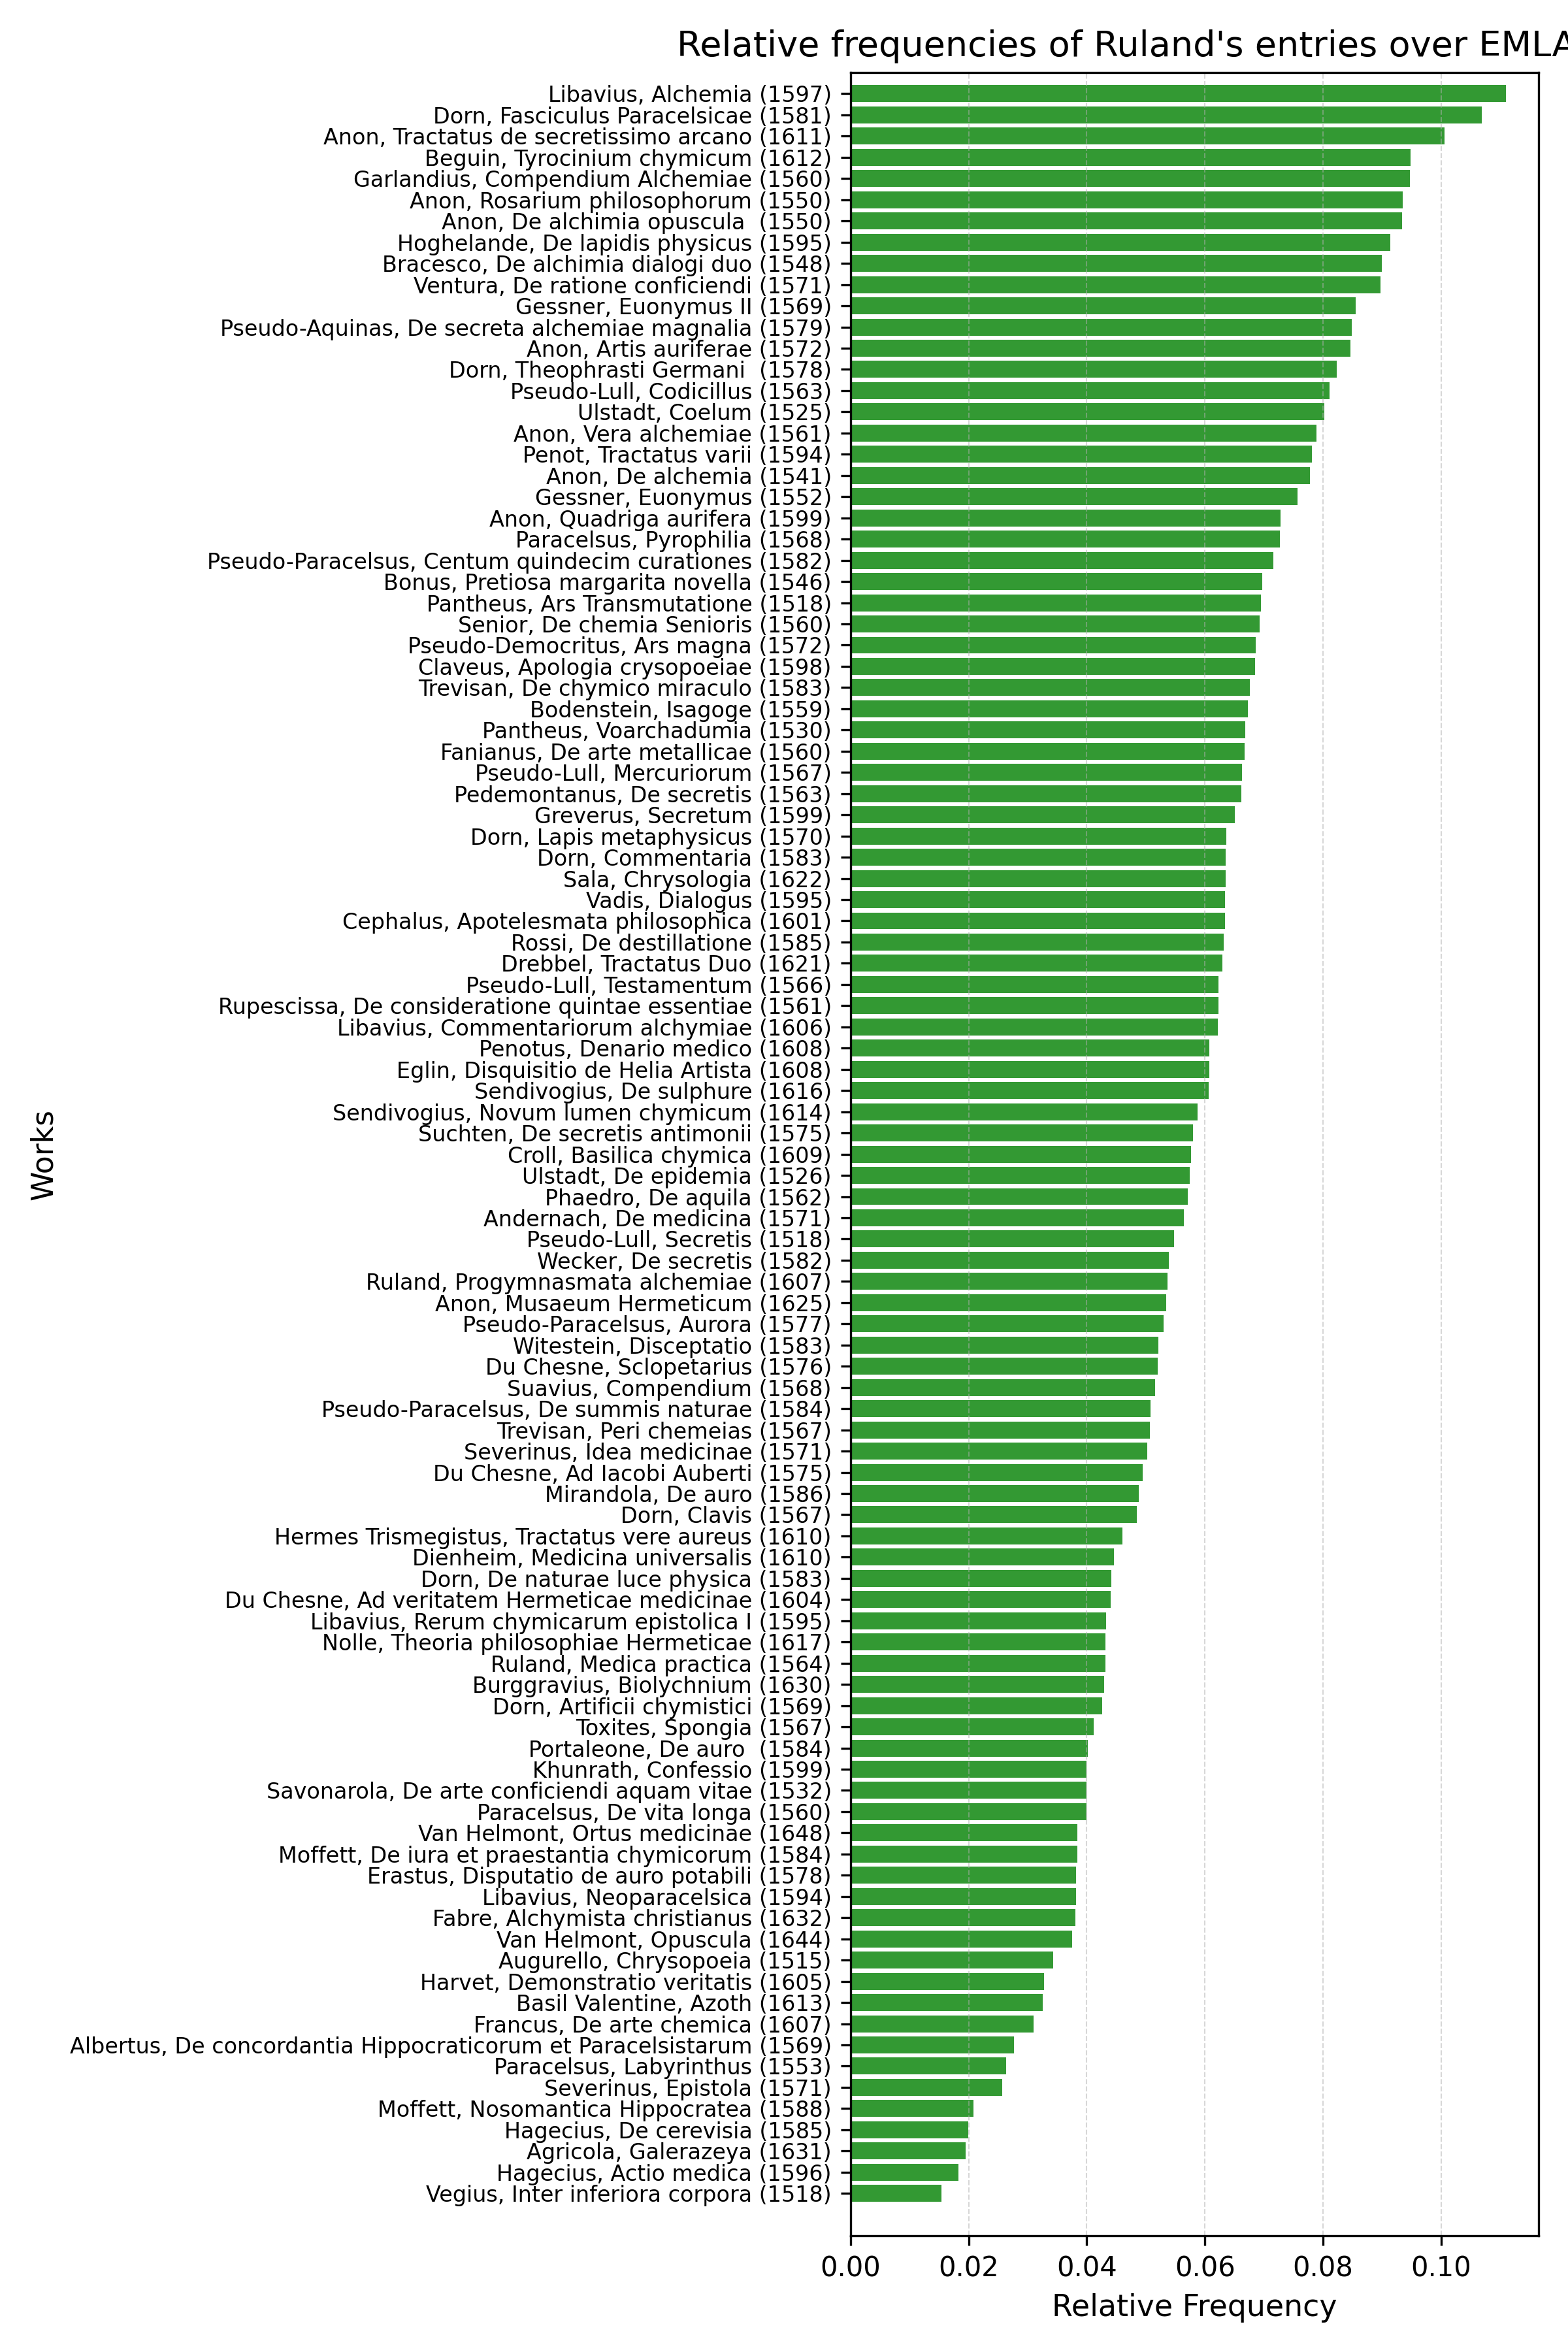 Relative frequencies of Ruland's entries over EMLA
Libavius, Alchemia (1597)
Dorn, Fasciculus Paracelsicae (1581)
Anon, Tractatus de secretissimo arcano (1611)
Beguin, Tyrocinium chymicum (1612)
Garlandius, Compendium Alchemiae (1560)
Anon, Rosarium philosophorum (1550)
Anon, De alchimia opuscula  (1550)
Hoghelande, De lapidis physicus (1595)
Bracesco, De alchimia dialogi duo (1548)
Ventura, De ratione conficiendi (1571)
Gessner, Euonymus II (1569)
Pseudo-Aquinas, De secreta alchemiae magnalia (1579)
Anon, Artis auriferae (1572)
Dorn, Theophrasti Germani  (1578)
Pseudo-Lull, Codicillus (1563)
Ulstadt, Coelum (1525)
Anon, Vera alchemiae (1561)
Penot, Tractatus varii (1594)
Anon, De alchemia (1541)
Gessner, Euonymus (1552)
Anon, Quadriga aurifera (1599)
Paracelsus, Pyrophilia (1568)
Pseudo-Paracelsus, Centum quindecim curationes (1582)
Bonus, Pretiosa margarita novella (1546)
Pantheus, Ars Transmutatione (1518)
Senior, De chemia Senioris (1560)
Pseudo-Democritus, Ars magna (1572)
Claveus, Apologia crysopoeiae (1598)
Trevisan, De chymico miraculo (1583)
Bodenstein, Isagoge (1559)
Pantheus, Voarchadumia (1530)
Fanianus, De arte metallicae (1560)
Pseudo-Lull, Mercuriorum (1567)
Pedemontanus, De secretis (1563)
Greverus, Secretum (1599)
Dorn, Lapis metaphysicus (1570)
Dorn, Commentaria (1583)
Sala, Chrysologia (1622)
Vadis, Dialogus (1595)
Cephalus, Apotelesmata philosophica (1601)
Rossi, De destillatione (1585)
Drebbel, Tractatus Duo (1621)
Pseudo-Lull, Testamentum (1566)
Rupescissa, De consideratione quintae essentiae (1561)
Libavius, Commentariorum alchymiae (1606)
Penotus, Denario medico (1608)
Eglin, Disquisitio de Helia Artista (1608)
Sendivogius, De sulphure (1616)
Sendivogius, Novum lumen chymicum (1614)
Suchten, De secretis antimonii (1575)
Croll, Basilica chymica (1609)
Ulstadt, De epidemia (1526)
Phaedro, De aquila (1562)
Andernach, De medicina (1571)
Pseudo-Lull, Secretis (1518)
Wecker, De secretis (1582)
Ruland, Progymnasmata alchemiae (1607)
Anon, Musaeum Hermeticum (1625)
Pseudo-Paracelsus, Aurora (1577)
Witestein, Disceptatio (1583)
Du Chesne, Sclopetarius (1576)
Suavius, Compendium (1568)
Pseudo-Paracelsus, De summis naturae (1584)
Trevisan, Peri chemeias (1567)
Severinus, Idea medicinae (1571)
Du Chesne, Ad Iacobi Auberti (1575)
Mirandola, De auro (1586)
Dorn, Clavis (1567)
Hermes Trismegistus, Tractatus vere aureus (1610)
Dienheim, Medicina universalis (1610)
Dorn, De naturae luce physica (1583)
Du Chesne, Ad veritatem Hermeticae medicinae (1604)
Libavius, Rerum chymicarum epistolica I (1595)
Nolle, Theoria philosophiae Hermeticae (1617)
Ruland, Medica practica (1564)
Burggravius, Biolychnium (1630)
Dorn, Artificii chymistici (1569)
Toxites, Spongia (1567)
Portaleone, De auro  (1584)
Khunrath, Confessio (1599)
Savonarola, De arte conficiendi aquam vitae (1532)
Paracelsus, De vita longa (1560)
Van Helmont, Ortus medicinae (1648)
Moffett, De iura et praestantia chymicorum (1584)
Erastus, Disputatio de auro potabili (1578)
Libavius, Neoparacelsica (1594)
Fabre, Alchymista christianus (1632)
Van Helmont, Opuscula (1644)
Augurello, Chrysopoeia (1515)
Harvet, Demonstratio veritatis (1605)
Basil Valentine, Azoth (1613)
Francus, De arte chemica (1607)
Albertus, De concordantia Hippocraticorum et Paracelsistarum (1569)
Paracelsus, Labyrinthus (1553)
Severinus, Epistola (1571)
Moffett, Nosomantica Hippocratea (1588)
Hagecius, De cerevisia (1585)
Agricola, Galerazeya (1631)
Hagecius, Actio medica (1596)
Vegius, Inter inferiora corpora (1518)
Works
0.00 0.02 0.04 0.06 0.08 0.10
Relative Frequency